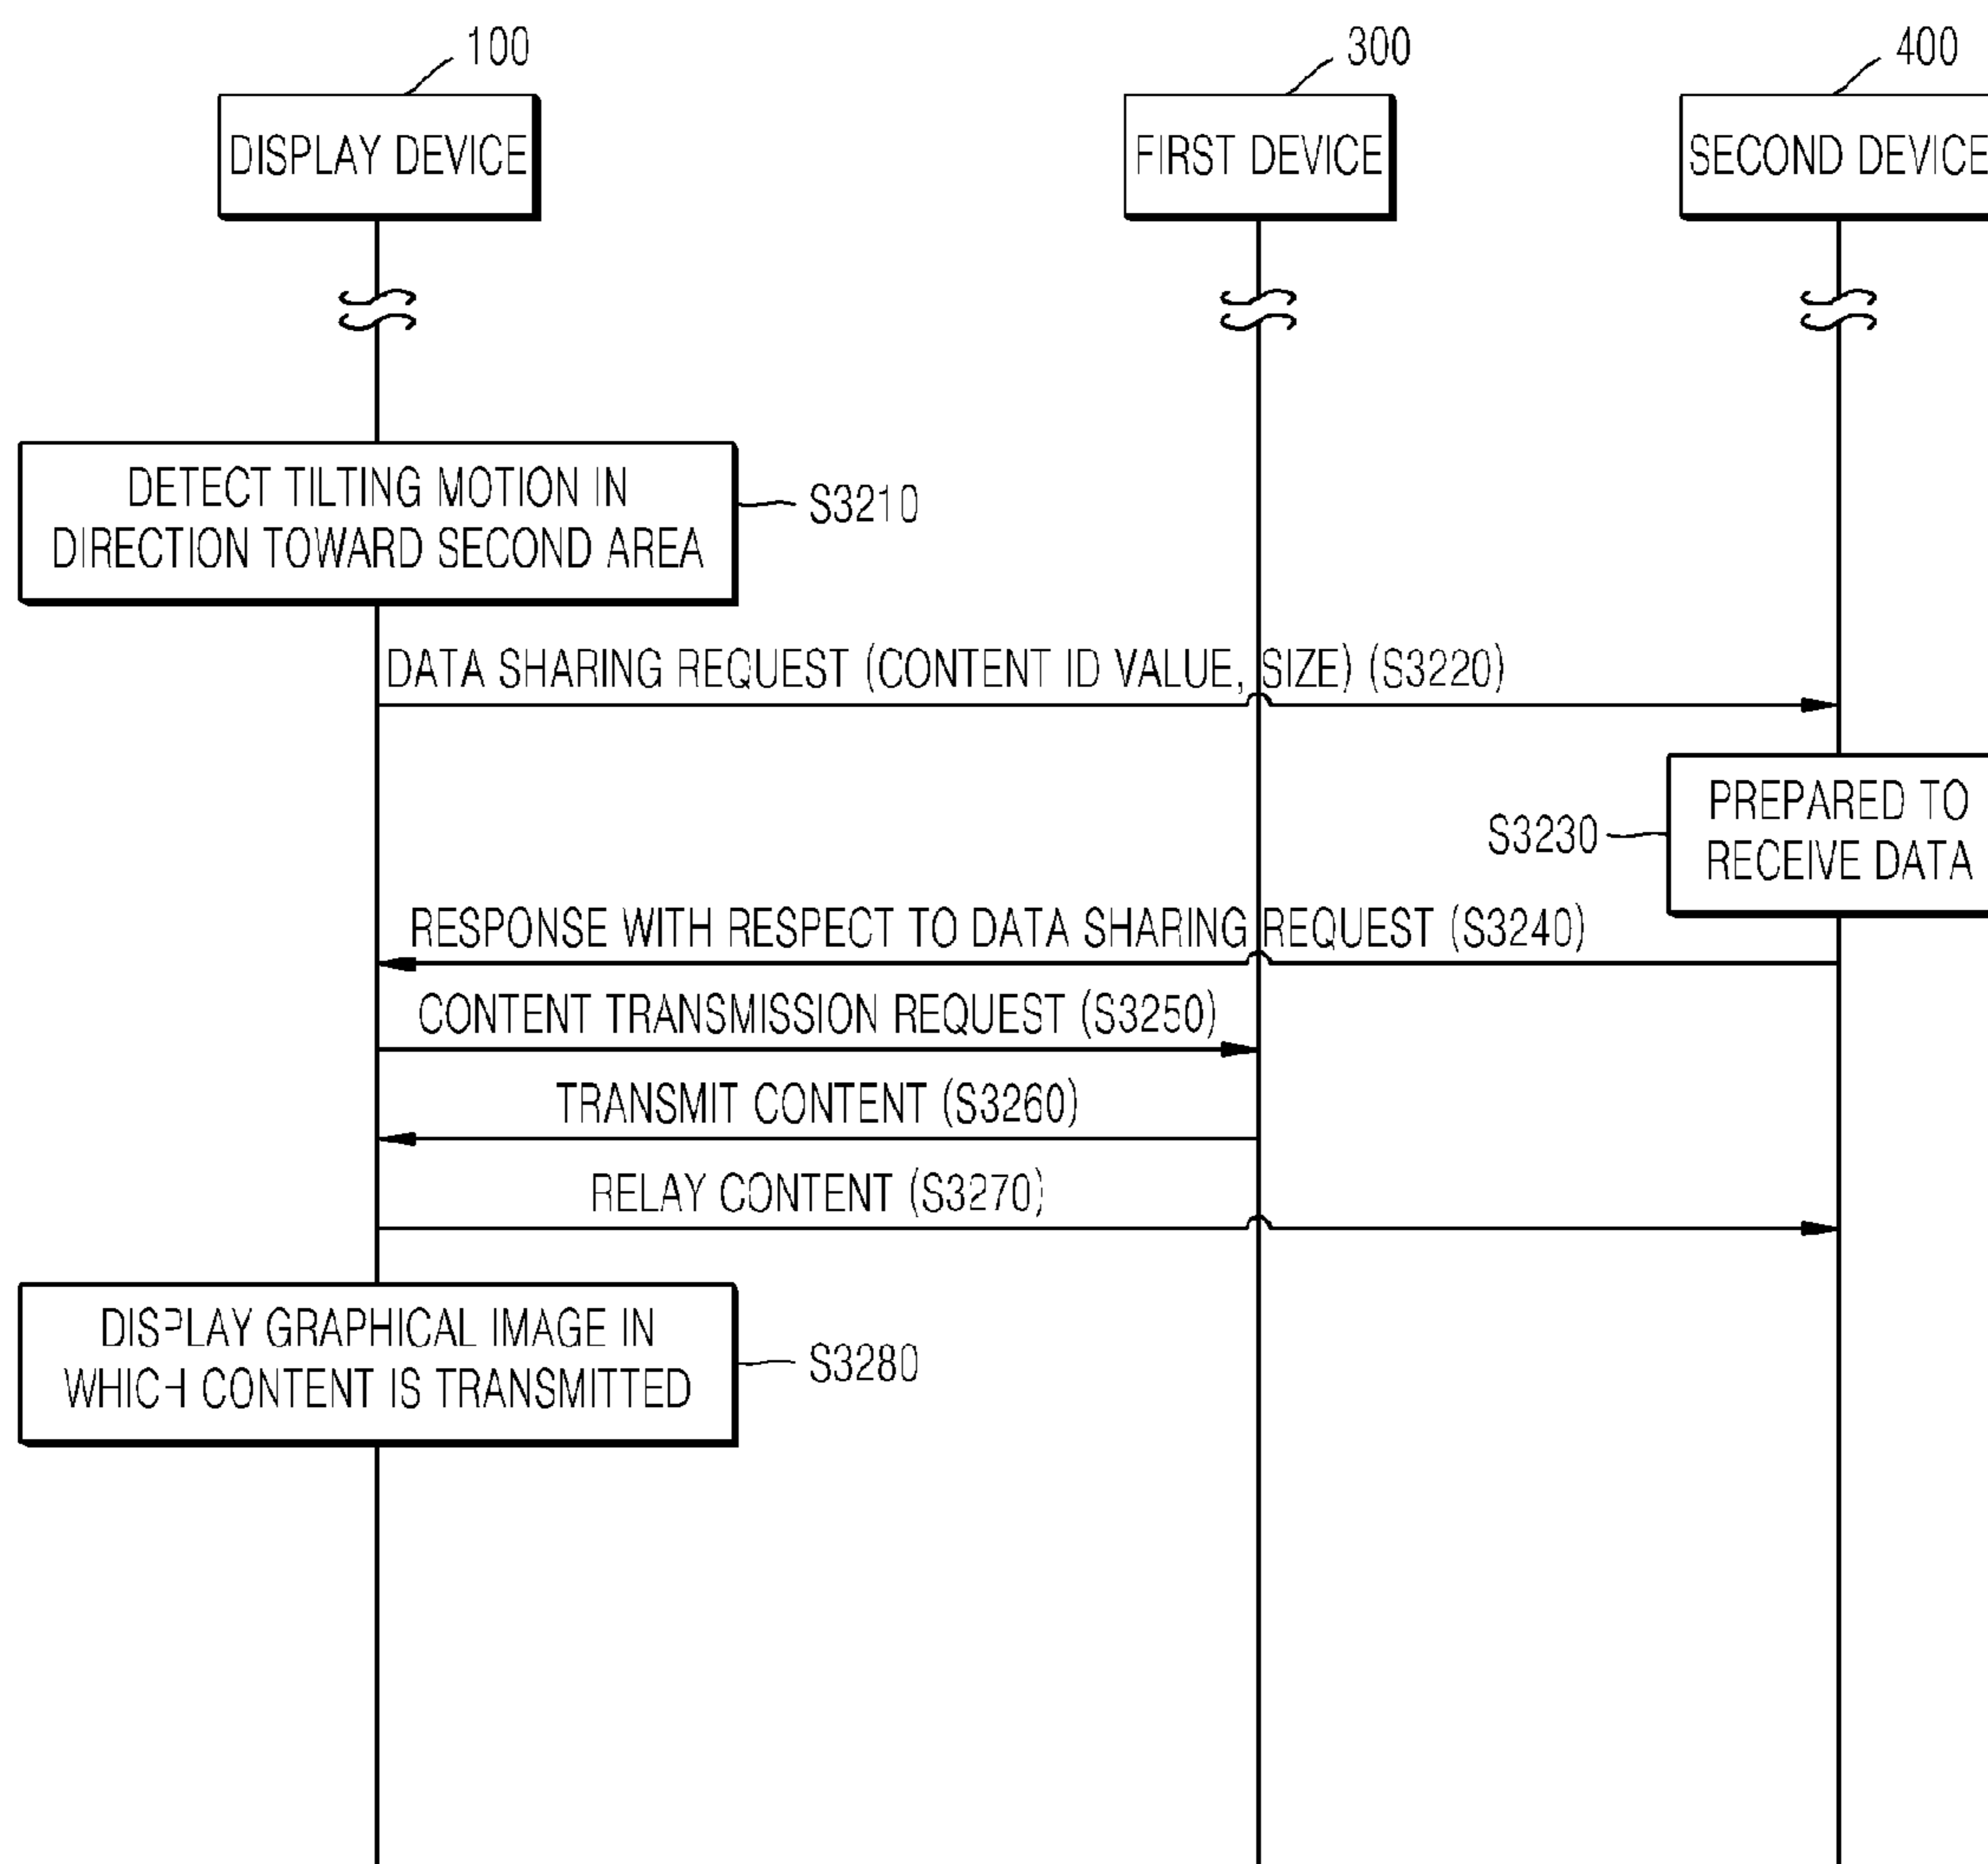 100
300
400
DISPLAY DEVICE
FIRST DEVICE
SECOND DEVICE
DETECT TILTING MOTION IN
DIRECTION TOWARD SECOND AREA
S3210
DATA SHARING REQUEST (CONTENT ID VALUE, SIZE) (S3220)
PREPARED TO
RECEIVE DATA
S3230
RESPONSE WITH RESPECT TO DATA SHARING REQUEST (S3240)
CONTENT TRANSMISSION REQUEST (S3250)
TRANSMIT CONTENT (S3260)
RELAY CONTENT (S3270)
DISPLAY GRAPHICAL IMAGE IN
WHICH CONTENT IS TRANSMITTED
S3280